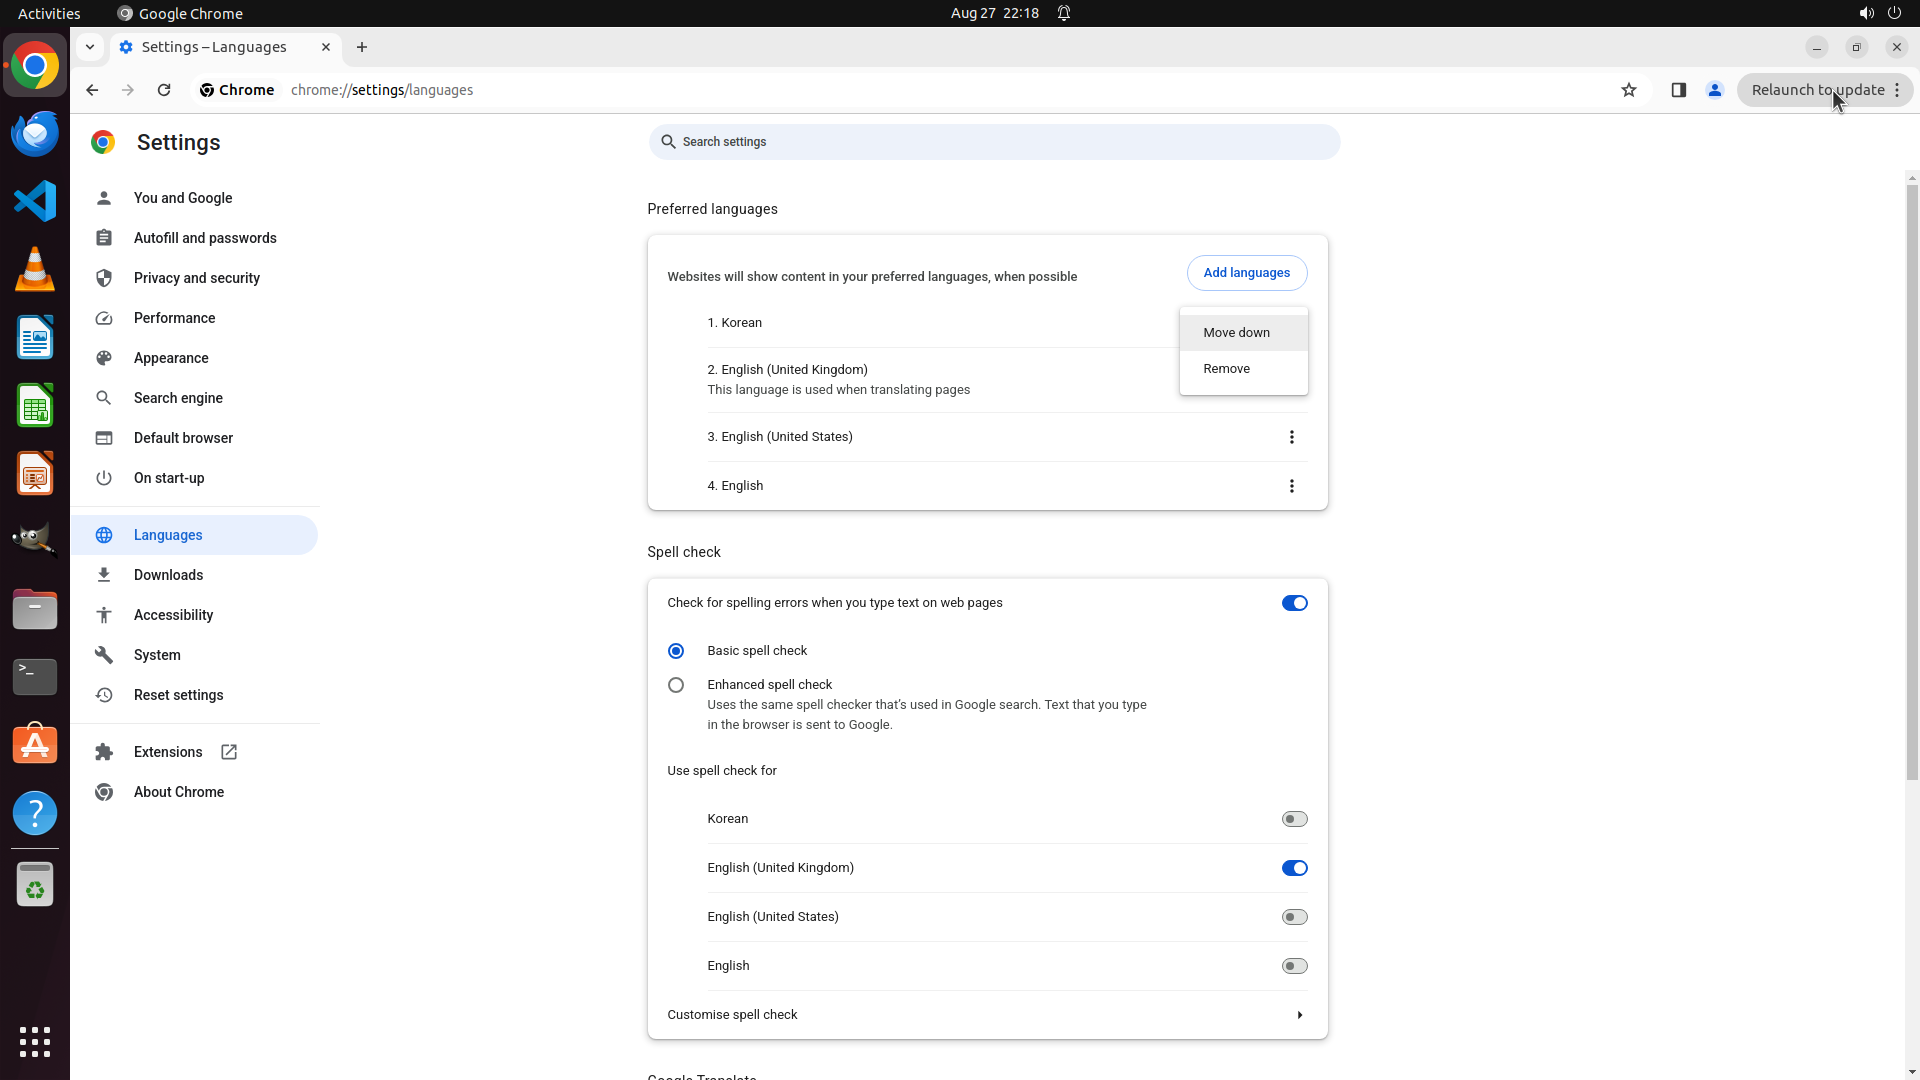 Activities
Google Chrome
Aug 27 22:18
Settings – Languages
Chrome
chrome://settings/languages
Relaunch to update
Settings
Search settings
You and Google
Autofill and passwords
Privacy and security
Performance
Appearance
Search engine
Default browser
On start-up
Languages
Downloads
Accessibility
System
Reset settings
Extensions
About Chrome
Preferred languages
Websites will show content in your preferred languages, when possible
Add languages
1. Korean
Move down
Remove
2. English (United Kingdom)
This language is used when translating pages
3. English (United States)
4. English
Spell check
Check for spelling errors when you type text on web pages
Basic spell check
Enhanced spell check
Uses the same spell checker that's used in Google search. Text that you type
in the browser is sent to Google.
Use spell check for
Korean
English (United Kingdom)
English (United States)
English
Customise spell check
Google Translate